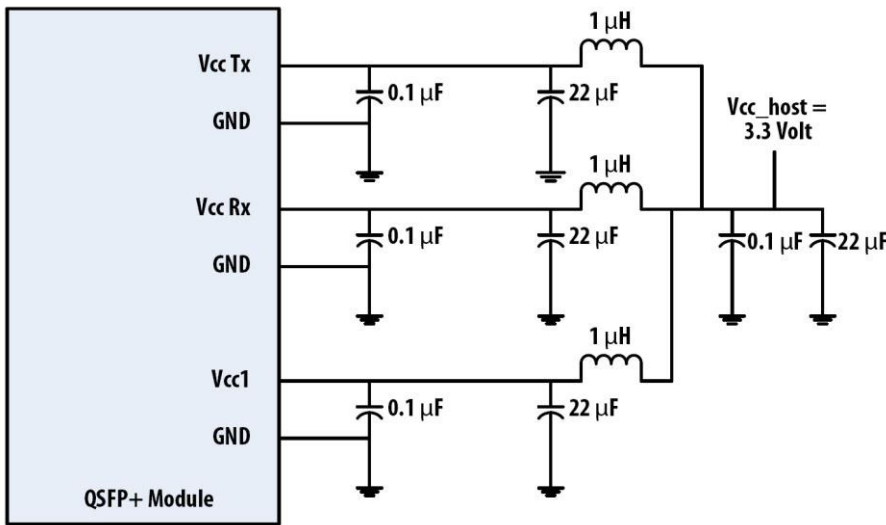 1 μH
Vcc Tx
0.1 μF
22 μF
GND
Vcc_host =
3.3 Volt
1 μH
Vcc Rx
0.1 μF
22 μF
0.1 μF
22 μF
GND
1 μH
Vcc1
0.1 μF
22 μF
GND
QSFP+ Module